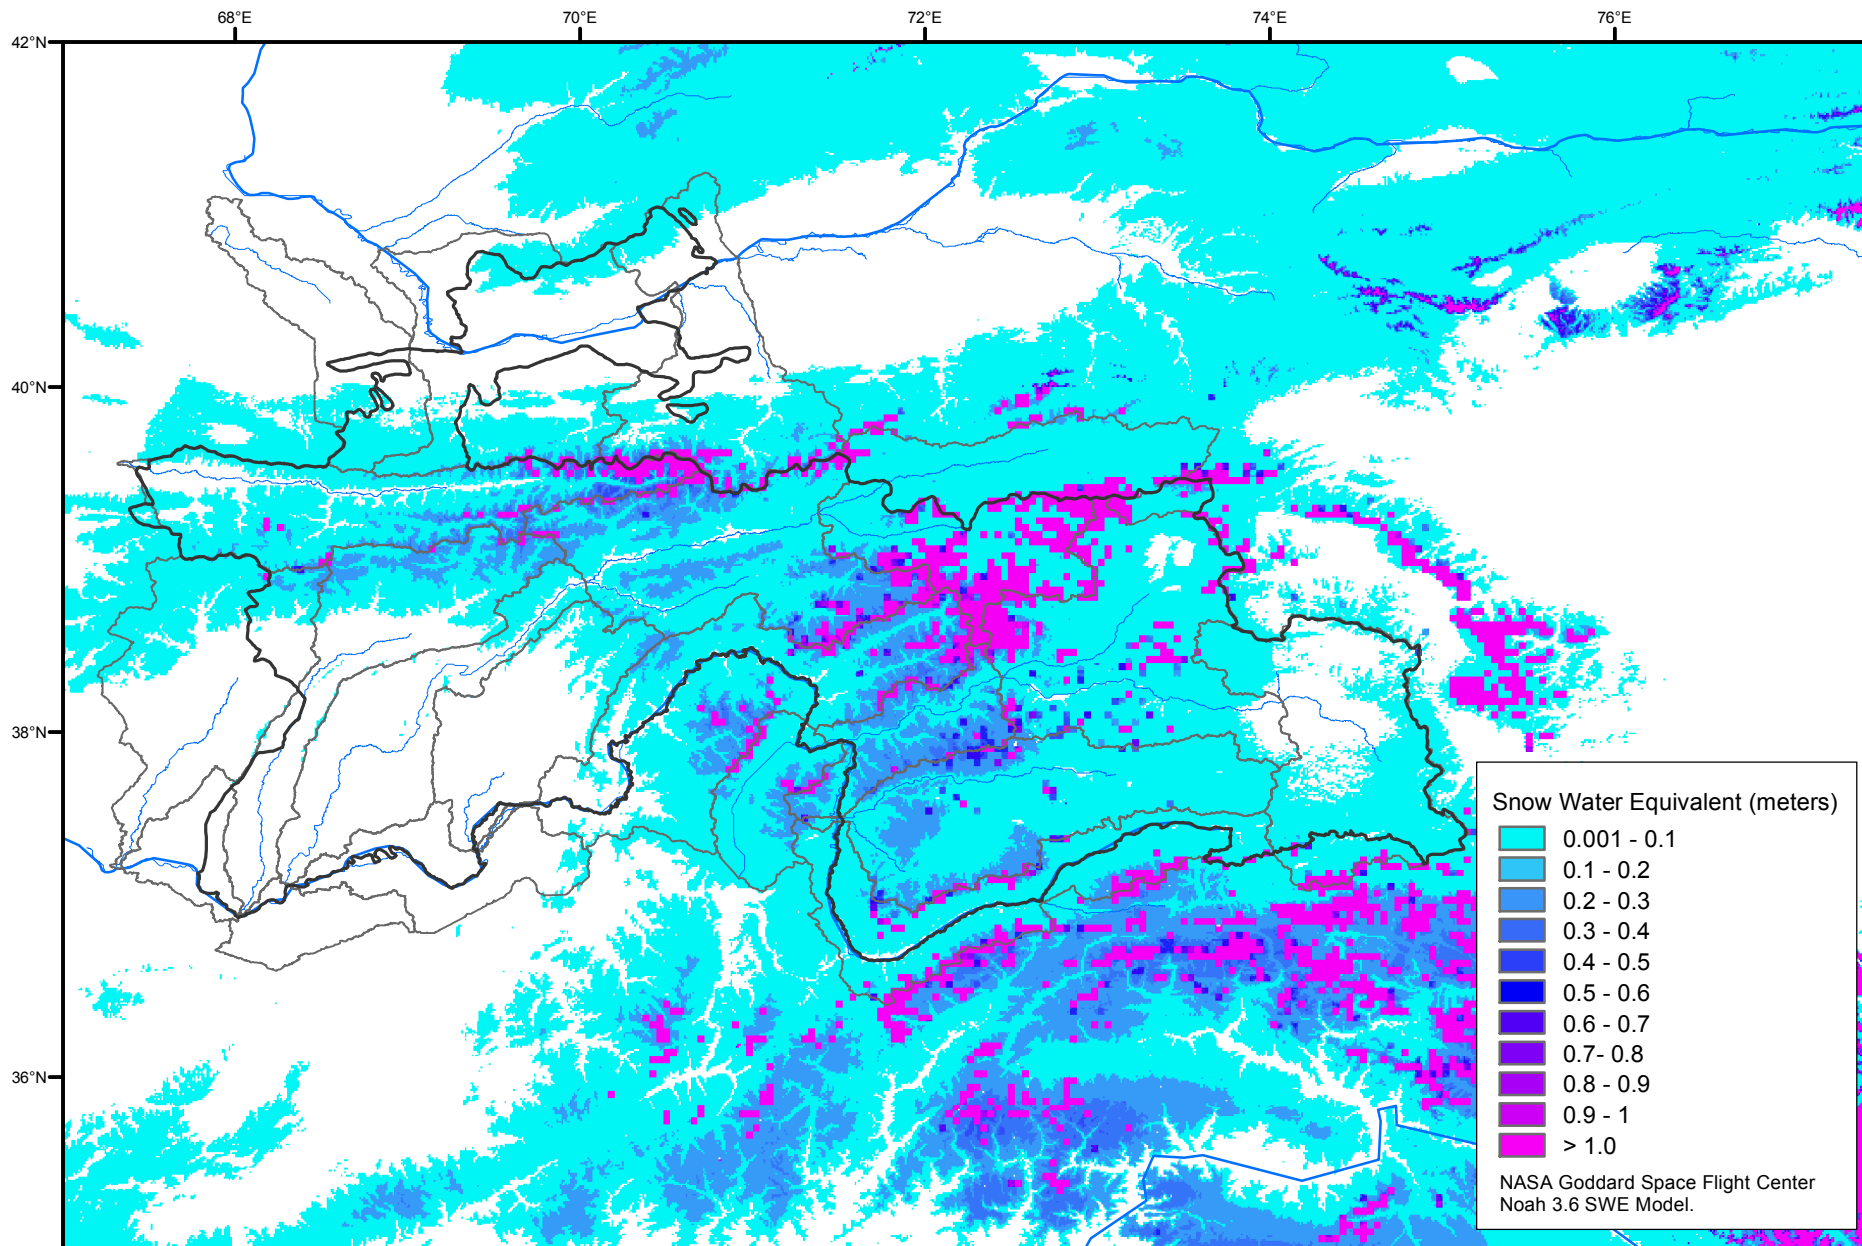 68°E 70°E 72°E 74°E 76°E
42°N
40°N
38°N
36°N
Snow Water Equivalent (meters)
0.001 - 0.1
0.1 - 0.2
0.2 - 0.3
0.3 - 0.4
0.4 - 0.5
0.5 - 0.6
0.6 - 0.7
0.7- 0.8
0.8 - 0.9
0.9 - 1
> 1.0
NASA Goddard Space Flight Center
Noah 3.6 SWE Model.